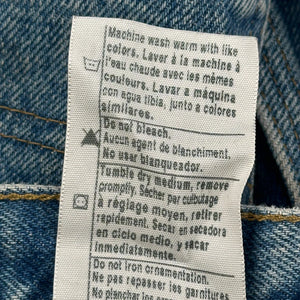 Machine wash warm with like
colors. Laver à la machine à
l'eau chaude avec les mêmes
couleurs. Lavar a máquina
con agua tibia, junto a colores
similares.
Do not bleach.
Aucun agent de blanchiment.
No usar blanqueador.
Tumble dry medium, remove
promptly. Sécher par culbutage
à réglage moyen, retirer
rapidement. Secar en secadora
en ciclo medio, y sacar
inmediatamente.
Do not iron ornamentation.
Ne pas repasser les garnitures
No planchar los